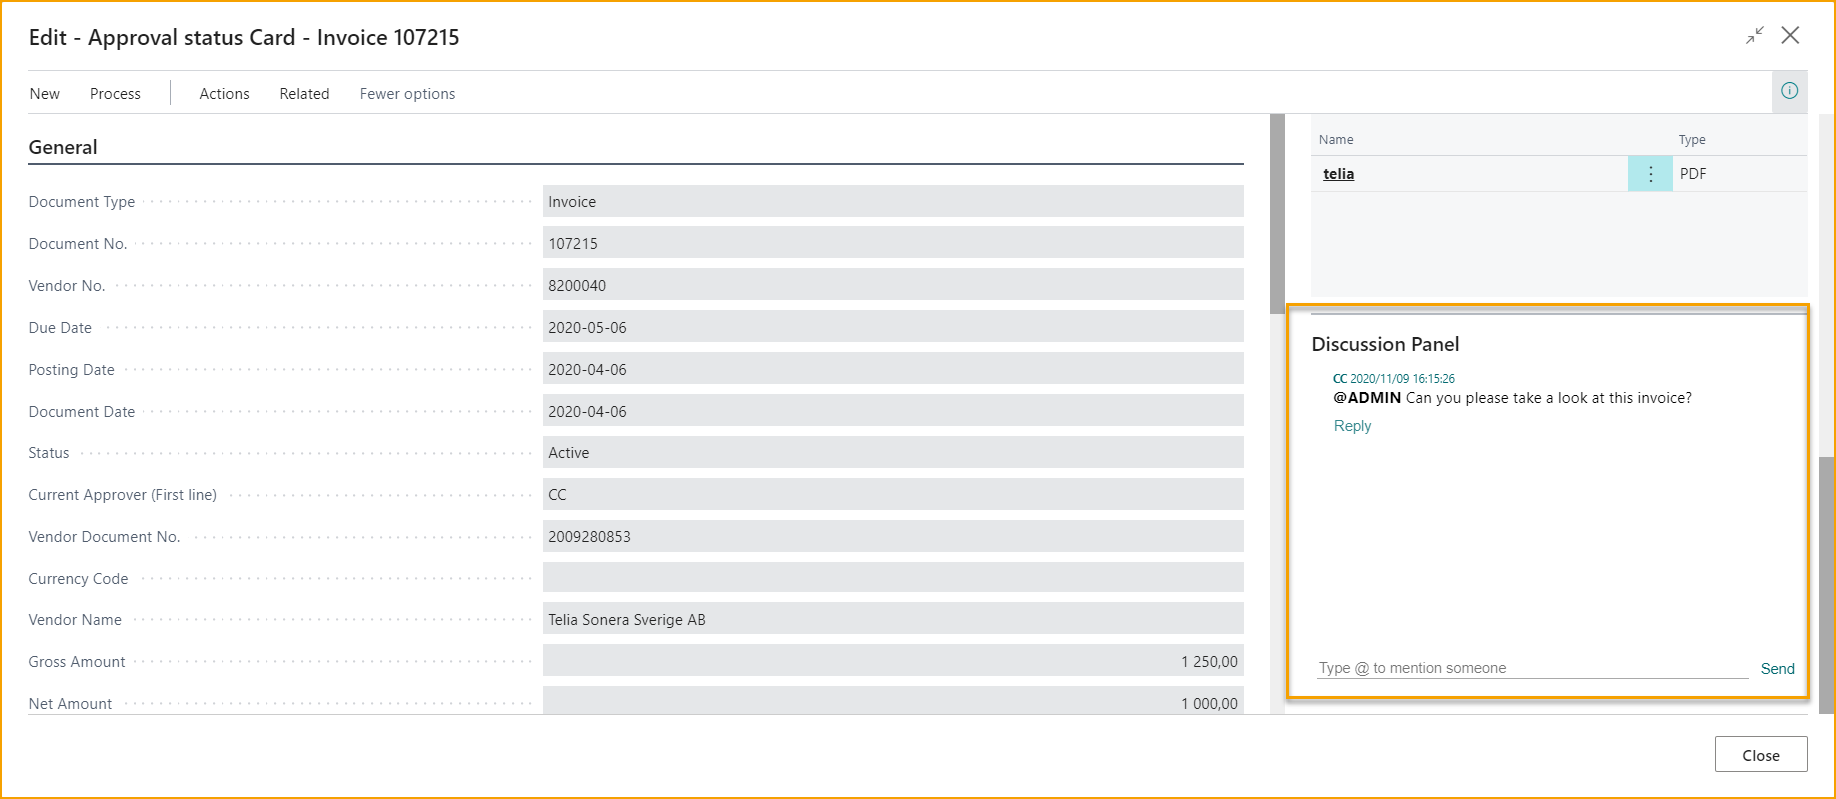 Edit - Approval status Card - Invoice 107215
New Process Actions Related Fewer options
General
Document Type Invoice
Document No. 107215
Vendor No. 8200040
Due Date 2020-05-06
Posting Date 2020-04-06
Document Date 2020-04-06
Status Active
Current Approver (First line) CC
Vendor Document No. 2009280853
Currency Code
Vendor Name Telia Sonera Sverige AB
Gross Amount 1 250,00
Net Amount 1 000,00
Name Type
telia PDF
Discussion Panel
CC 2020/11/09 16:15:26
@ADMIN Can you please take a look at this invoice?
Reply
Type @ to mention someone Send
Close